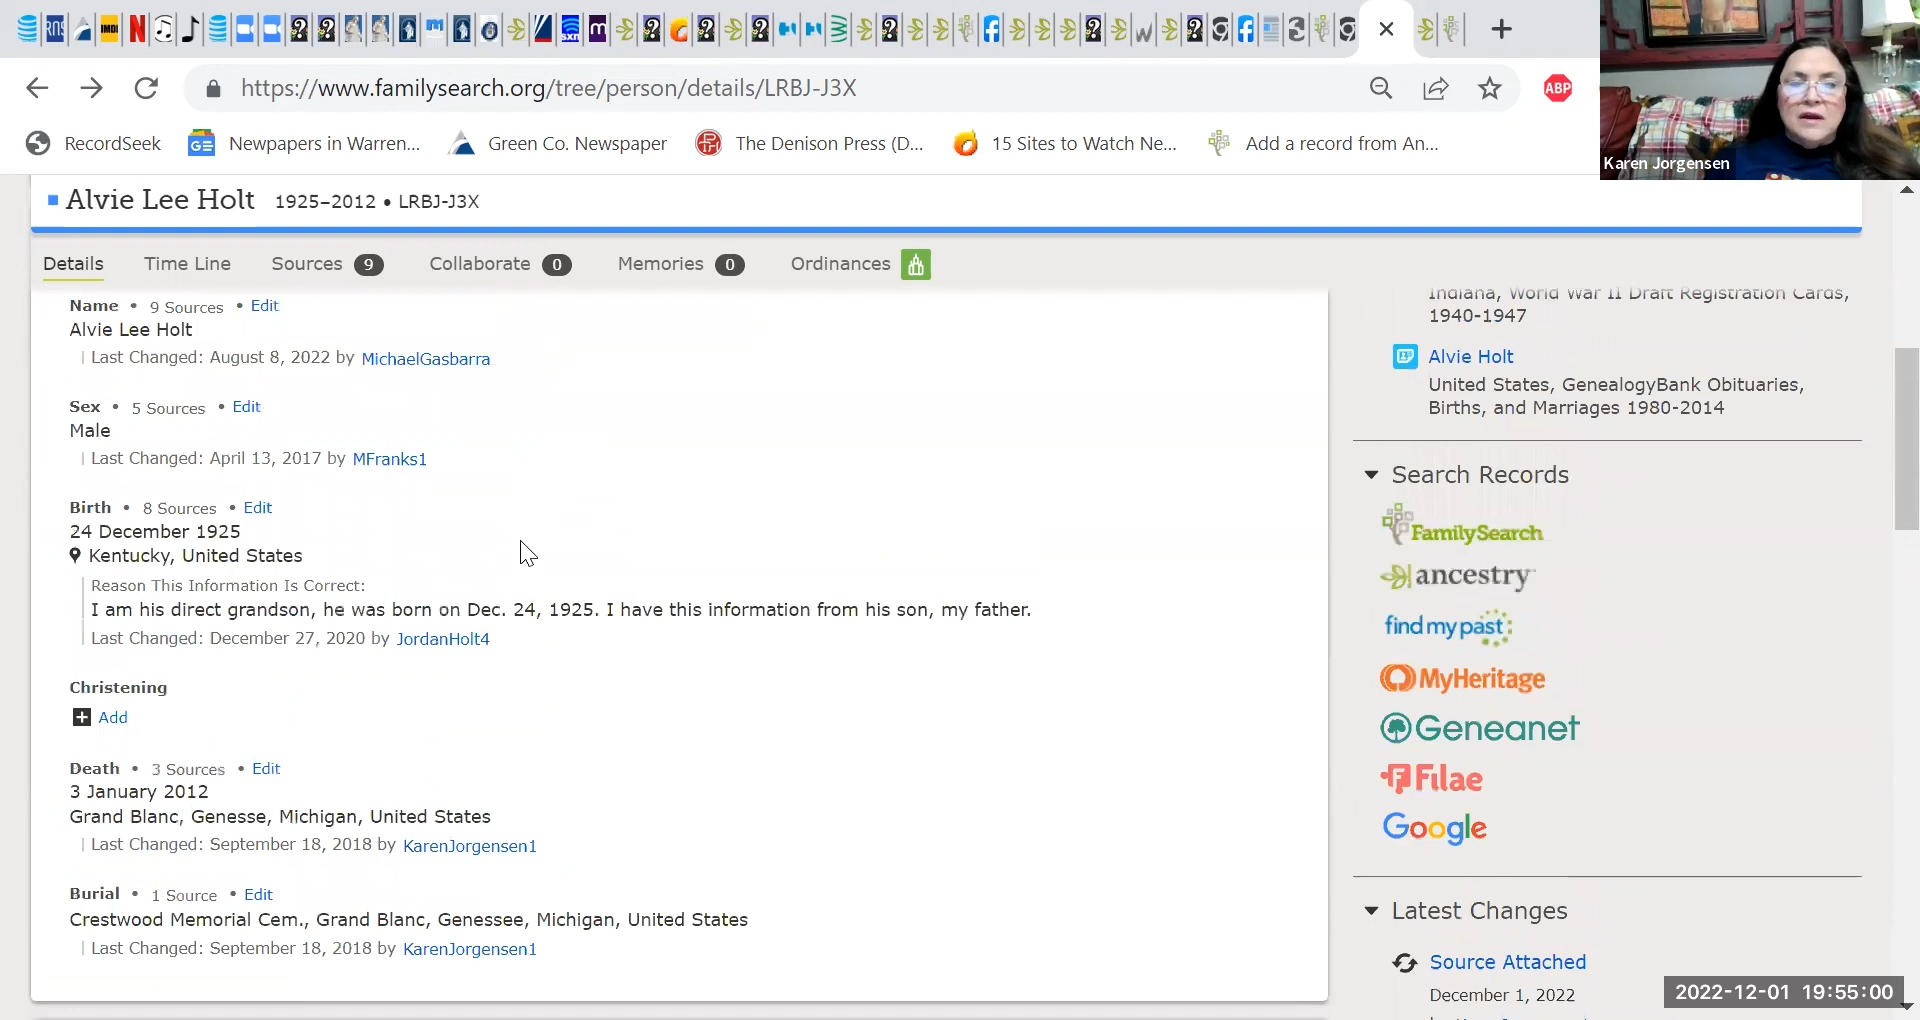 https://www.familysearch.org/tree/person/details/LRBJ-J3X
ABP
RecordSeek
Newpapers in Warren...
Green Co. Newspaper
The Denison Press (D...
15 Sites to Watch Ne...
Add a record from An...
Karen Jorgensen
Alvie Lee Holt 1925–2012 • LRBJ-J3X
Details Time Line Sources 9 Collaborate 0 Memories 0 Ordinances
Name • 9 Sources • Edit
Alvie Lee Holt
Last Changed: August 8, 2022 by MichaelGasbarra
Sex • 5 Sources • Edit
Male
Last Changed: April 13, 2017 by MFranks1
Birth • 8 Sources • Edit
24 December 1925
Kentucky, United States
Reason This Information Is Correct:
I am his direct grandson, he was born on Dec. 24, 1925. I have this information from his son, my father.
Last Changed: December 27, 2020 by JordanHolt4
Christening
Add
Death • 3 Sources • Edit
3 January 2012
Grand Blanc, Genesse, Michigan, United States
Last Changed: September 18, 2018 by KarenJorgensen1
Burial • 1 Source • Edit
Crestwood Memorial Cem., Grand Blanc, Genessee, Michigan, United States
Last Changed: September 18, 2018 by KarenJorgensen1
Indiana, World War II Draft Registration Cards,
1940-1947
Alvie Holt
United States, GenealogyBank Obituaries,
Births, and Marriages 1980-2014
Search Records
FamilySearch
ancestry
findmypast
MyHeritage
Geneanet
Filae
Google
Latest Changes
Source Attached
December 1, 2022
2022-12-01 19:55:00